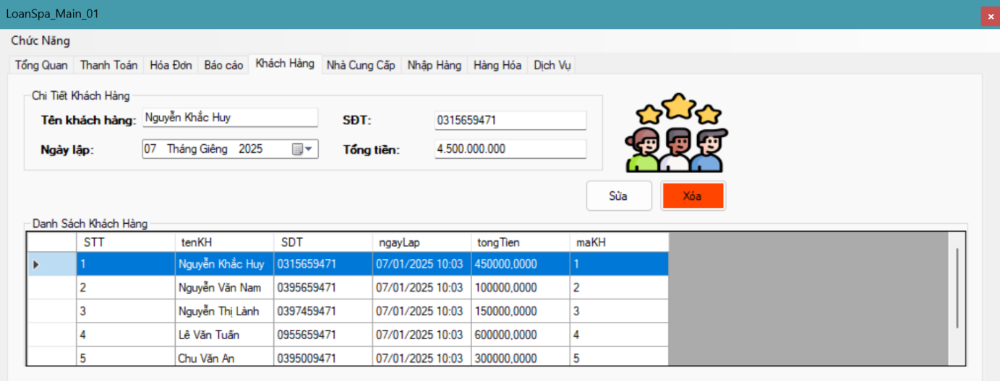 LoanSpa_Main_01
Chức Năng
Tổng Quan Thanh Toán Hóa Đơn Báo cáo Khách Hàng Nhà Cung Cấp Nhập Hàng Hàng Hóa Dịch Vụ
Chi Tiết Khách Hàng
Tên khách hàng: Nguyễn Khắc Huy SĐT: 0315659471
Ngày lập: 07 Tháng Giêng 2025 Tổng tiền: 4.500.000.000
Sửa Xóa
Danh Sách Khách Hàng
STT tenKH SDT ngayLap tongTien maKH
1 Nguyễn Khắc Huy 0315659471 07/01/2025 10:03 450000,0000 1
2 Nguyễn Văn Nam 0395659471 07/01/2025 10:03 100000,0000 2
3 Nguyễn Thị Lành 0397459471 07/01/2025 10:03 150000,0000 3
4 Lê Văn Tuấn 0955659471 07/01/2025 10:03 600000,0000 4
5 Chu Văn An 0395009471 07/01/2025 10:03 300000,0000 5